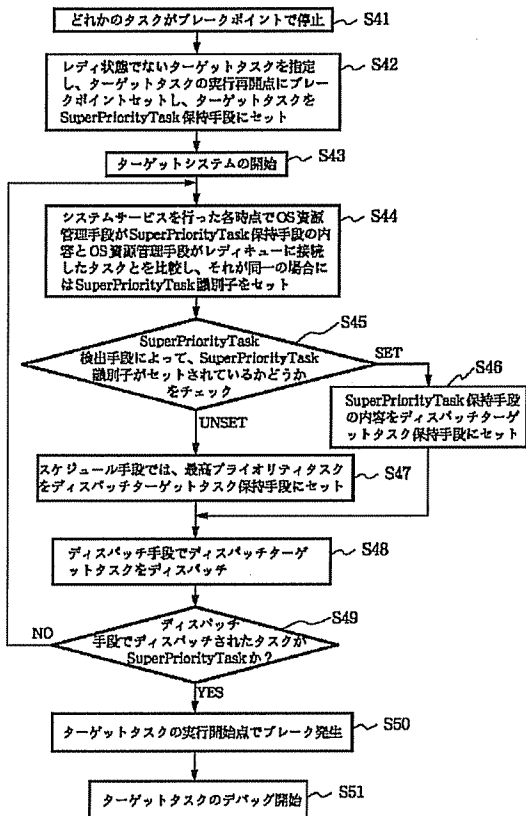 どれかのタスクがブレークポイントで停止
S41
レディ状態でないターゲットタスクを指定
し、ターゲットタスクの実行再開点にブレー
クポイントセットし、ターゲットタスクを
SuperPriorityTask保持手段にセット
S42
ターゲットシステムの開始
S43
システムサービスを行った各時点でOS資源
管理手段がSuperPriorityTask保持手段の内
容とOS資源管理手段がレディキューに接続
したタスクとを比較し、それが同一の場合に
はSuperPriorityTask識別子をセット
S44
SuperPriorityTask
検出手段によって、SuperPriorityTask
識別子がセットされているかどうか
をチェック
S45
SET
UNSET
SuperPriorityTask保持手段
の内容をディスパッチターゲッ
トタスク保持手段にセット
S46
スケジュール手段では、最高プライオリティタスク
をディスパッチターゲットタスク保持手段にセット
S47
ディスパッチ手段でディスパッチターゲ
ットタスクをディスパッチ
S48
ディスパッチ
手段でディスパッチされたタスクが
SuperPriorityTaskか？
S49
NO
YES
ターゲットタスクの実行開始点でブレーク発生
S50
ターゲットタスクのデバッグ開始
S51